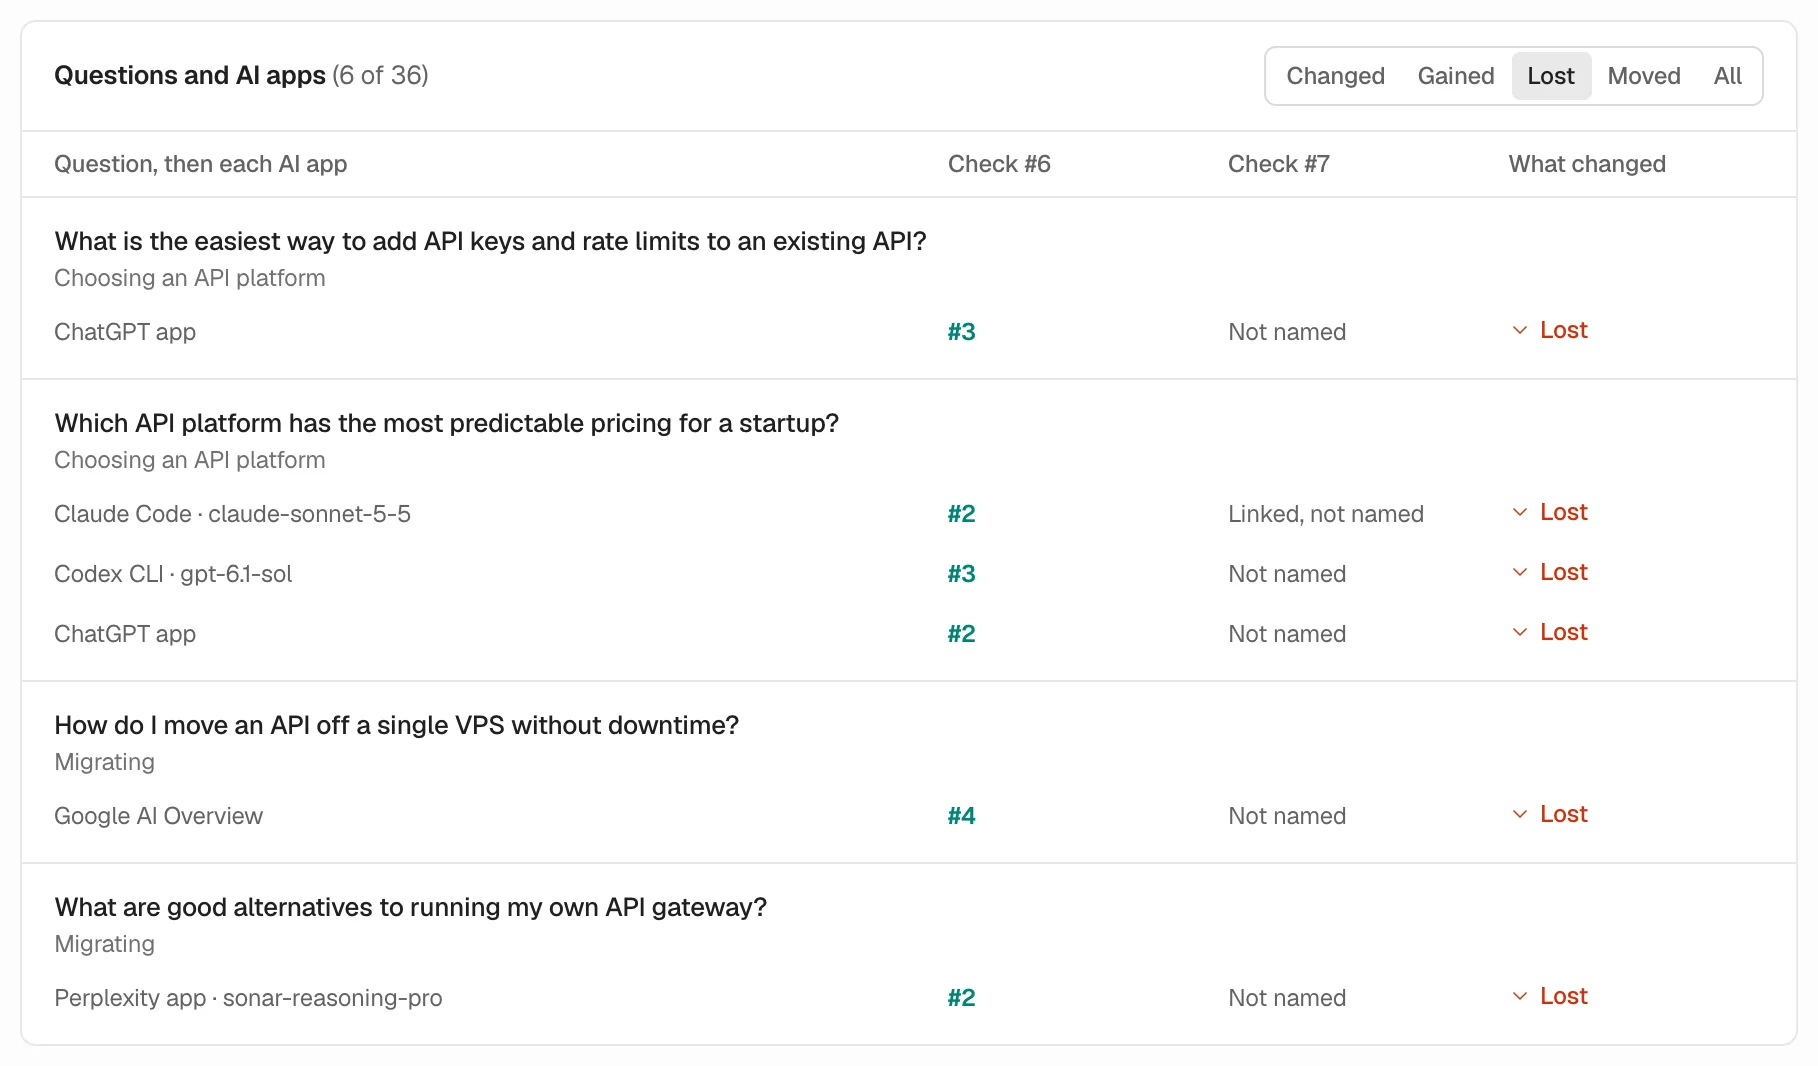 Questions and AI apps (6 of 36)
Changed Gained Lost Moved All
Question, then each AI app Check #6 Check #7 What changed
What is the easiest way to add API keys and rate limits to an existing API?
Choosing an API platform
ChatGPT app #3 Not named Lost
Which API platform has the most predictable pricing for a startup?
Choosing an API platform
Claude Code · claude-sonnet-5-5 #2 Linked, not named Lost
Codex CLI · gpt-6.1-sol #3 Not named Lost
ChatGPT app #2 Not named Lost
How do I move an API off a single VPS without downtime?
Migrating
Google AI Overview #4 Not named Lost
What are good alternatives to running my own API gateway?
Migrating
Perplexity app · sonar-reasoning-pro #2 Not named Lost